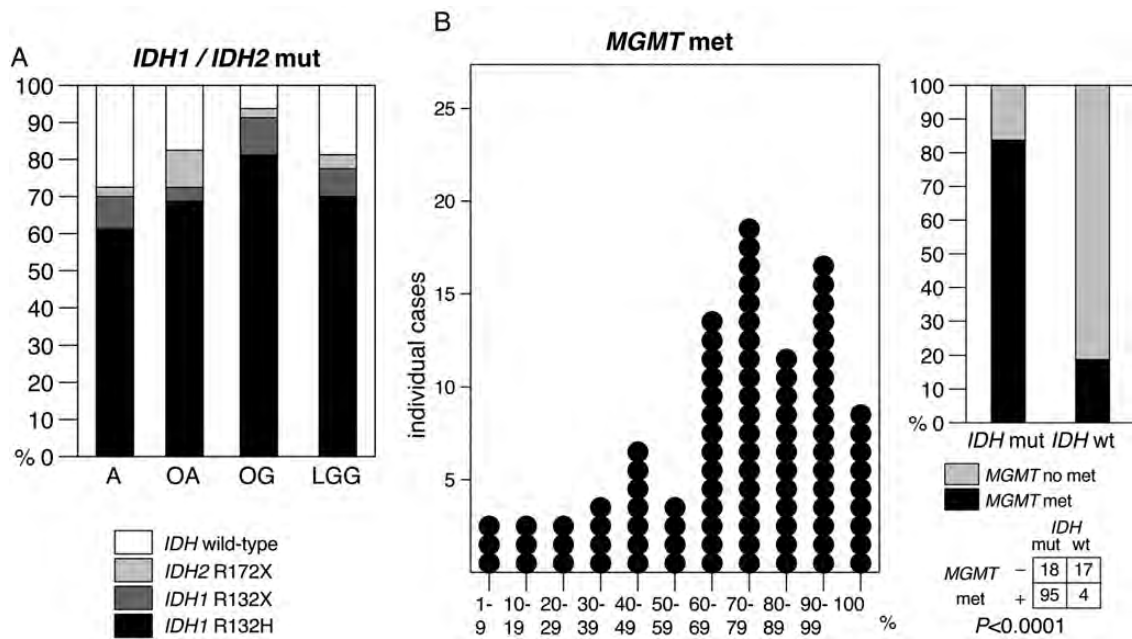 A
IDH1 / IDH2 mut
100
90
80
70
60
50
40
30
20
10
% 0
A OA OG LGG
IDH wild-type
IDH2 R172X
IDH1 R132X
IDH1 R132H
B
MGMT met
individual cases
25
20
15
10
5
1- 10- 20- 30- 40- 50- 60- 70- 80- 90- 100
9 19 29 39 49 59 69 79 89 99 %
100
90
80
70
60
50
40
30
20
10
% 0
IDH mut IDH wt
MGMT no met
MGMT met
IDH
mut wt
MGMT − 18 17
met + 95 4
P<0.0001